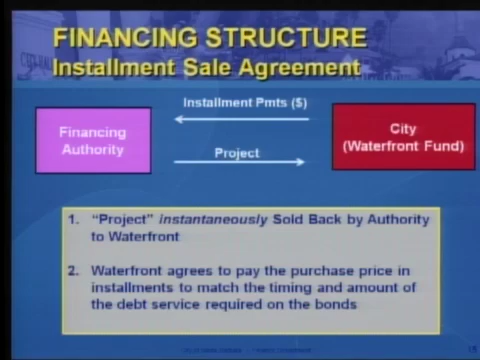 FINANCING STRUCTURE
Installment Sale Agreement
Installment Pmts ($)
Financing
Authority
City
(Waterfront Fund)
Project
1. "Project" instantaneously Sold Back by Authority
to Waterfront
2. Waterfront agrees to pay the purchase price in
installments to match the timing and amount of
the debt service required on the bonds